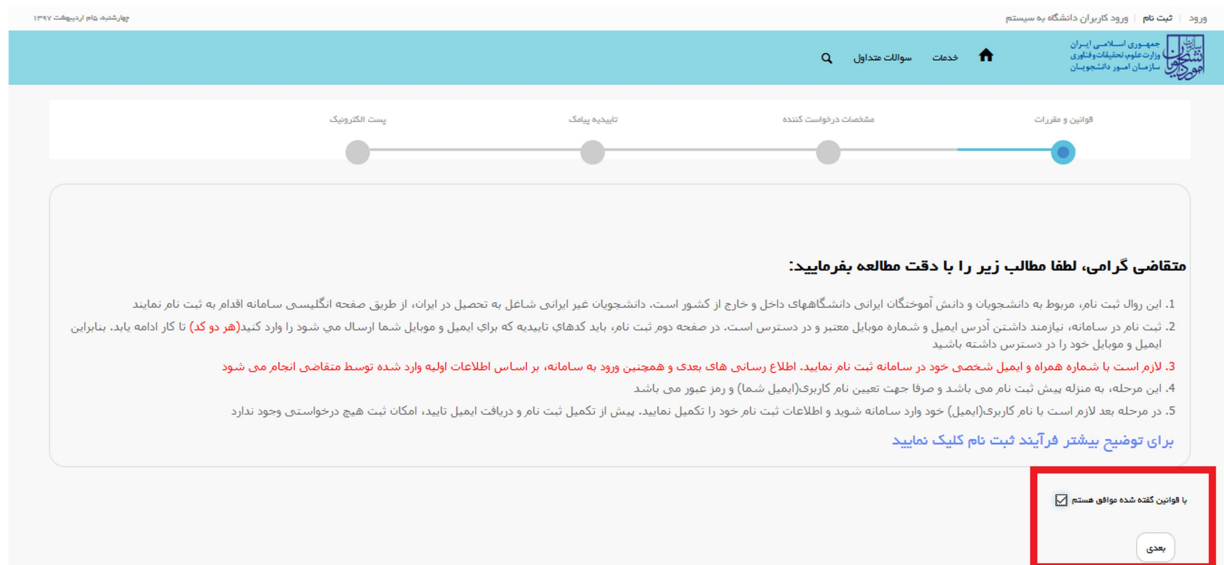 ورود | ثبت نام | ورود کاربران دانشگاه به سیستم
چهارشنبه، ۵ام اردیبهشت ۱۳۹۷
جمهوری اسلامی ایران
وزارت علوم، تحقیقات و فناوری
سازمان امور دانشجویان
خدمات سوالات متداول
قوانین و مقررات
مشخصات درخواست کننده
تاییدیه پیامک
پست الکترونیک
متقاضی گرامی، لطفا مطالب زیر را با دقت مطالعه بفرمایید:
1. این روال ثبت نام، مربوط به دانشجویان و دانش آموختگان ایرانی دانشگاههای داخل و خارج از کشور است. دانشجویان غیر ایرانی شاغل به تحصیل در ایران، از طریق صفحه انگلیسی سامانه اقدام به ثبت نام نمایند
2. ثبت نام در سامانه، نیازمند داشتن آدرس ایمیل و شماره موبایل معتبر و در دسترس است. در صفحه دوم ثبت نام، باید کدهای تاییدیه که برای ایمیل و موبایل شما ارسال می شود را وارد کنید(هر دو کد) تا کار ادامه یابد. بنابراین
ایمیل و موبایل خود را در دسترس داشته باشید
3. لازم است با شماره همراه و ایمیل شخصی خود در سامانه ثبت نام نمایید. اطلاع رسانی های بعدی و همچنین ورود به سامانه، بر اساس اطلاعات اولیه وارد شده توسط متقاضی انجام می شود
4. این مرحله، به منزله پیش ثبت نام می باشد و صرفا جهت تعیین نام کاربری(ایمیل شما) و رمز عبور می باشد
5. در مرحله بعد لازم است با نام کاربری(ایمیل) خود وارد سامانه شوید و اطلاعات ثبت نام خود را تکمیل نمایید. پیش از تکمیل ثبت نام و دریافت ایمیل تایید، امکان ثبت هیچ درخواستی وجود ندارد
برای توضیح بیشتر فرآیند ثبت نام کلیک نمایید
با قوانین گفته شده موافق هستم
بعدی